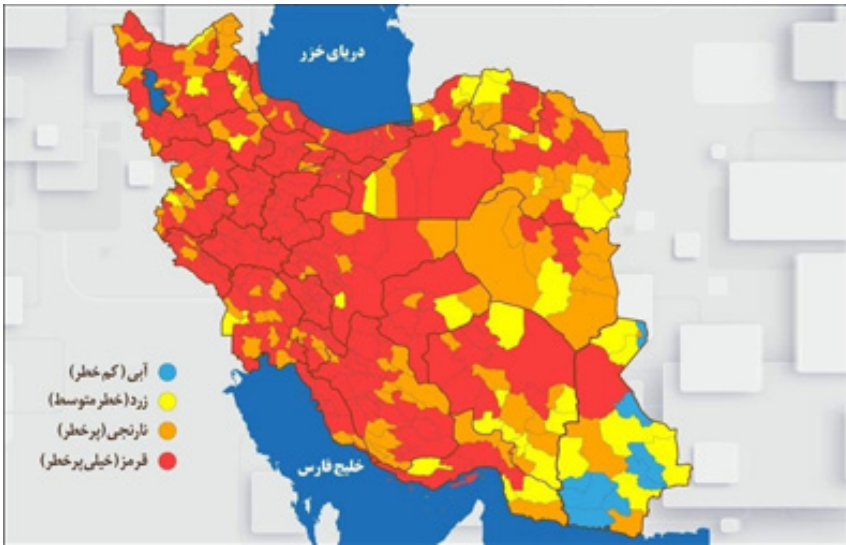 دریای خزر
آبی (کم خطر)
زرد (خطر متوسط)
نارنجی (پرخطر)
قرمز (خیلی پرخطر)
خلیج فارس